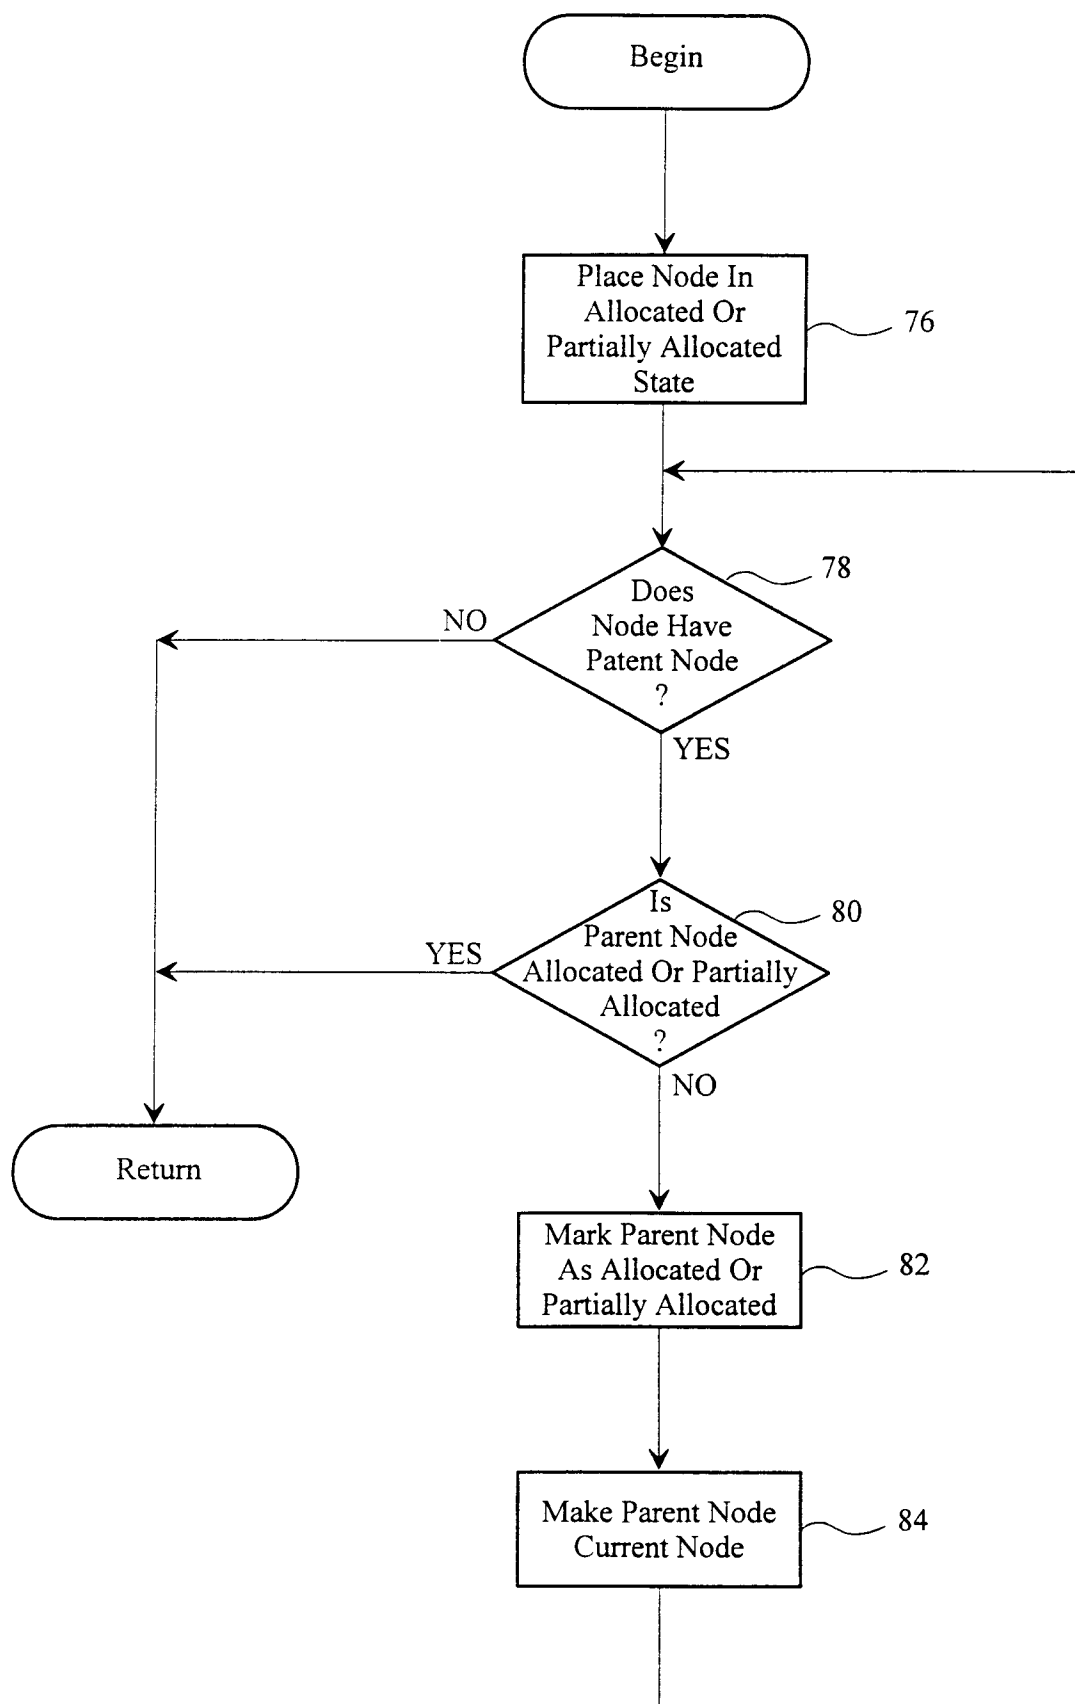 Begin
Place Node In
Allocated Or
Partially Allocated
State
76
Does
Node Have
Patent Node
?
78
NO
YES
Is
Parent Node
Allocated Or Partially
Allocated
?
80
YES
NO
Return
Mark Parent Node
As Allocated Or
Partially Allocated
82
Make Parent Node
Current Node
84